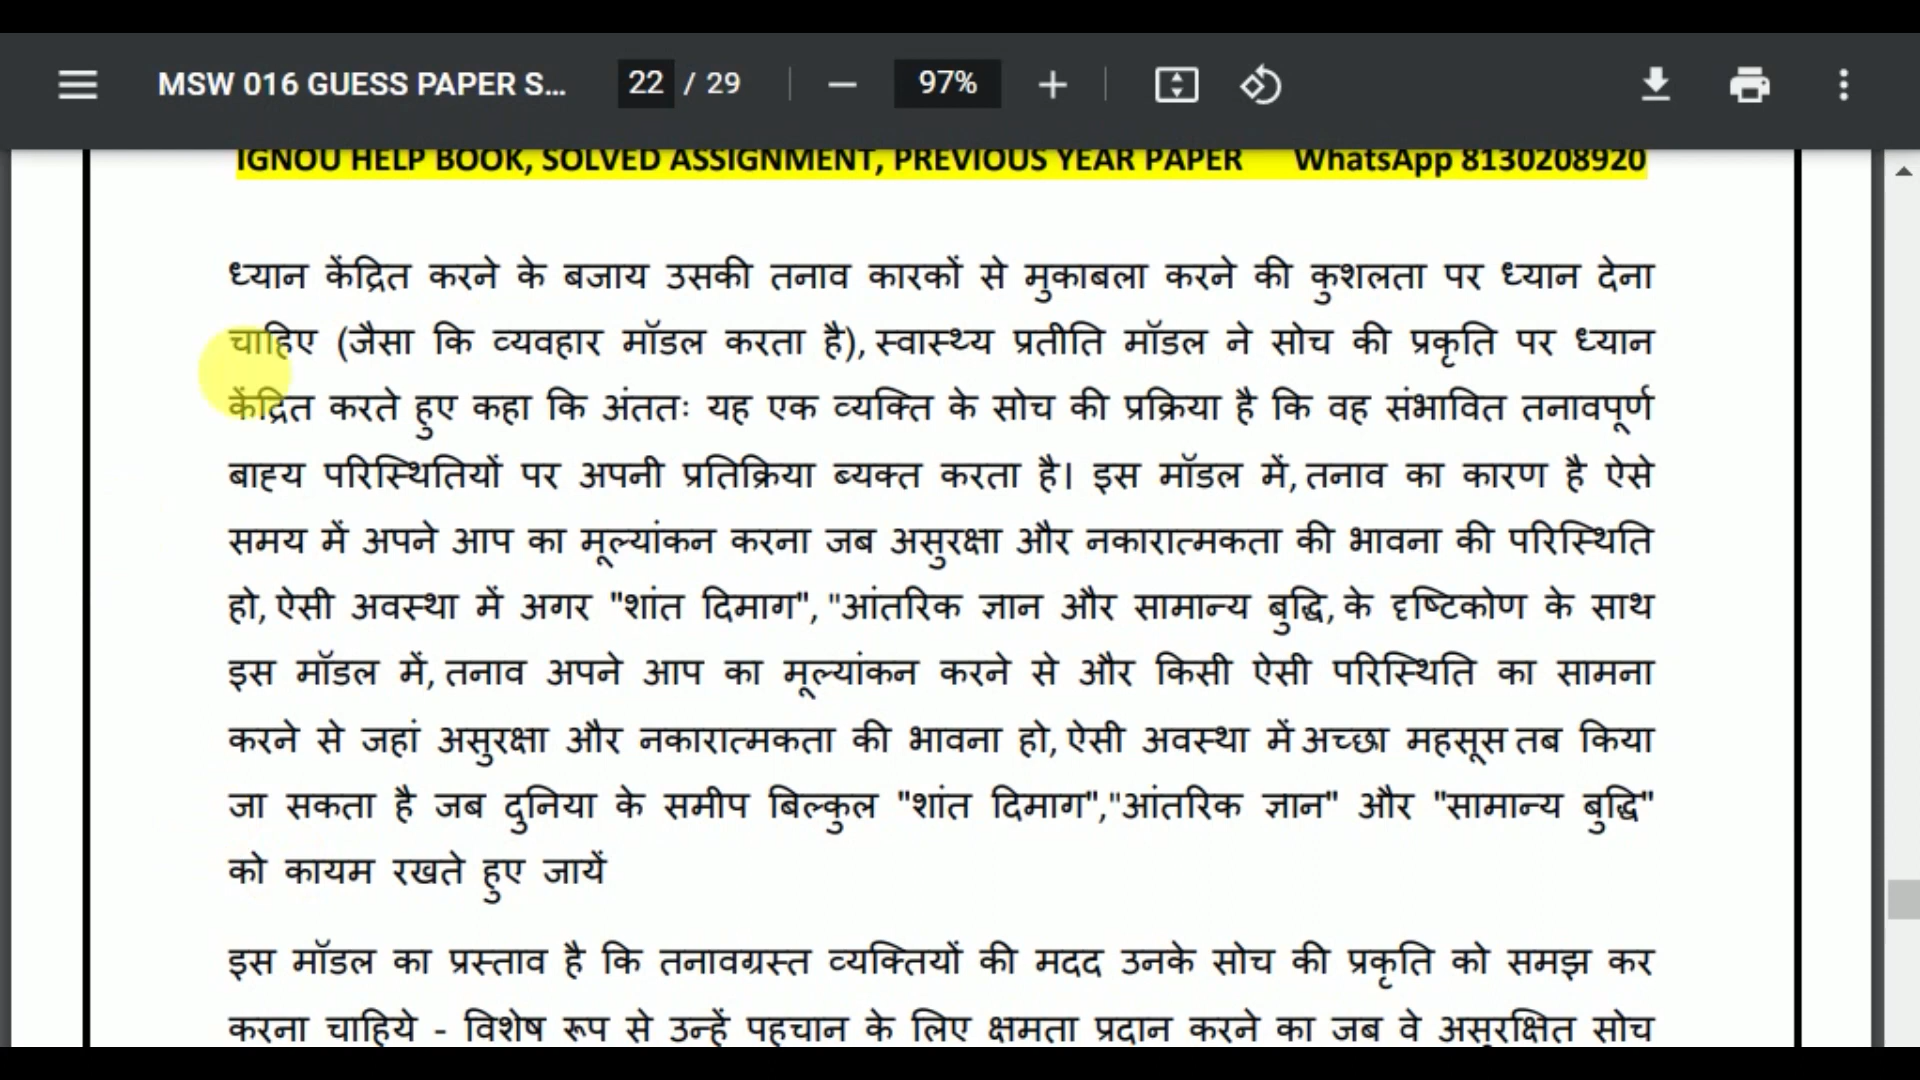 MSW 016 GUESS PAPER S... 22 / 29 97%
IGNOU HELP BOOK, SOLVED ASSIGNMENT, PREVIOUS YEAR PAPER WhatsApp 8130208920
ध्यान केंद्रित करने के बजाय उसकी तनाव कारकों से मुकाबला करने की कुशलता पर ध्यान देना
चाहिए (जैसा कि व्यवहार मॉडल करता है), स्वास्थ्य प्रतीति मॉडल ने सोच की प्रकृति पर ध्यान
केंद्रित करते हुए कहा कि अंततः यह एक व्यक्ति के सोच की प्रक्रिया है कि वह संभावित तनावपूर्ण
बाह्य परिस्थितियों पर अपनी प्रतिक्रिया ब्यक्त करता है। इस मॉडल में, तनाव का कारण है ऐसे
समय में अपने आप का मूल्यांकन करना जब असुरक्षा और नकारात्मकता की भावना की परिस्थिति
हो, ऐसी अवस्था में अगर "शांत दिमाग", "आंतरिक ज्ञान और सामान्य बुद्धि, के दृष्टिकोण के साथ
इस मॉडल में, तनाव अपने आप का मूल्यांकन करने से और किसी ऐसी परिस्थिति का सामना
करने से जहां असुरक्षा और नकारात्मकता की भावना हो, ऐसी अवस्था में अच्छा महसूस तब किया
जा सकता है जब दुनिया के समीप बिल्कुल "शांत दिमाग","आंतरिक ज्ञान" और "सामान्य बुद्धि"
को कायम रखते हुए जायें
इस मॉडल का प्रस्ताव है कि तनावग्रस्त व्यक्तियों की मदद उनके सोच की प्रकृति को समझ कर
करना चाहिये - विशेष रूप से उन्हें पहचान के लिए क्षमता प्रदान करने का जब वे असुरक्षित सोच